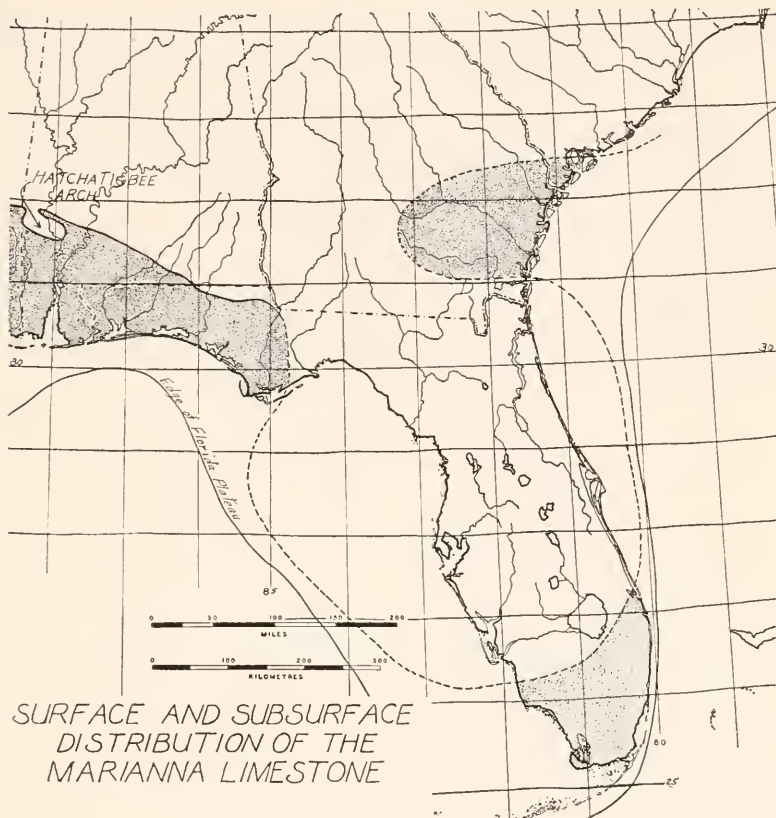 HATCHATIGBEE
ARCH
30
30
Edge of Florida Plateau
85
0 50 100 150 200
MILES
0 100 200 300
KILOMETRES
80
25
SURFACE AND SUBSURFACE
DISTRIBUTION OF THE
MARIANNA LIMESTONE